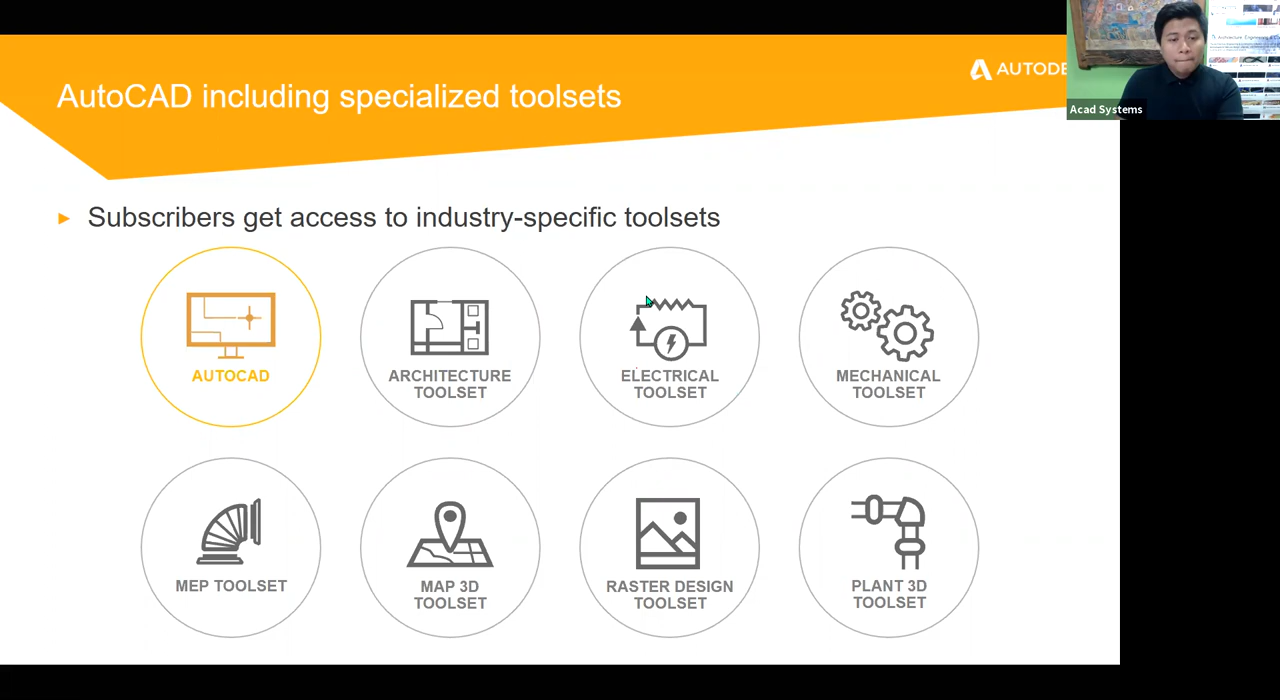 AutoCAD including specialized toolsets
AUTODE
Acad Systems
Subscribers get access to industry-specific toolsets
AUTOCAD
ARCHITECTURE
TOOLSET
ELECTRICAL
TOOLSET
MECHANICAL
TOOLSET
MEP TOOLSET
MAP 3D
TOOLSET
RASTER DESIGN
TOOLSET
PLANT 3D
TOOLSET